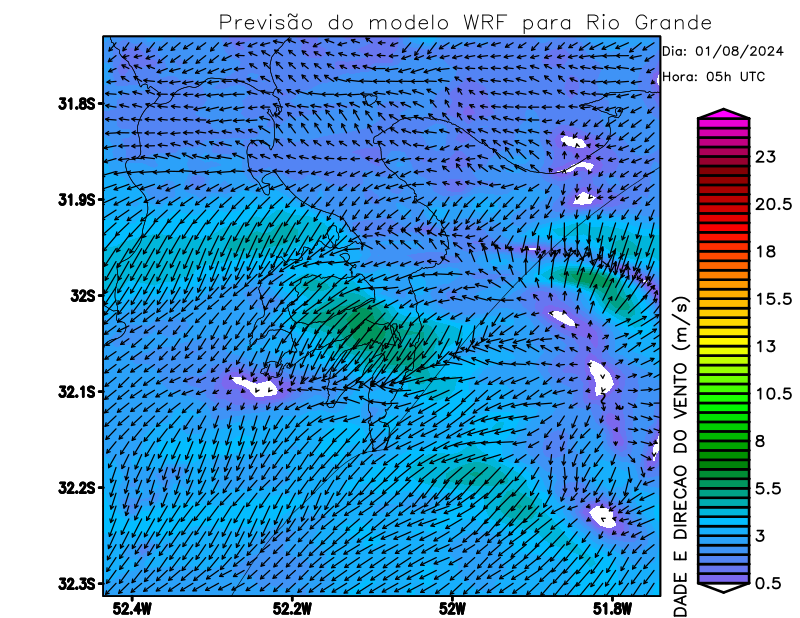 Previsão do modelo WRF para Rio Grande
Dia: 01/08/2024
Hora: 05h UTC
31.8S
31.9S
32S
32.1S
32.2S
32.3S
52.4W
52.2W
52W
51.8W
23
20.5
18
15.5
13
10.5
8
5.5
3
0.5
DADE E DIRECAO DO VENTO (m/s)